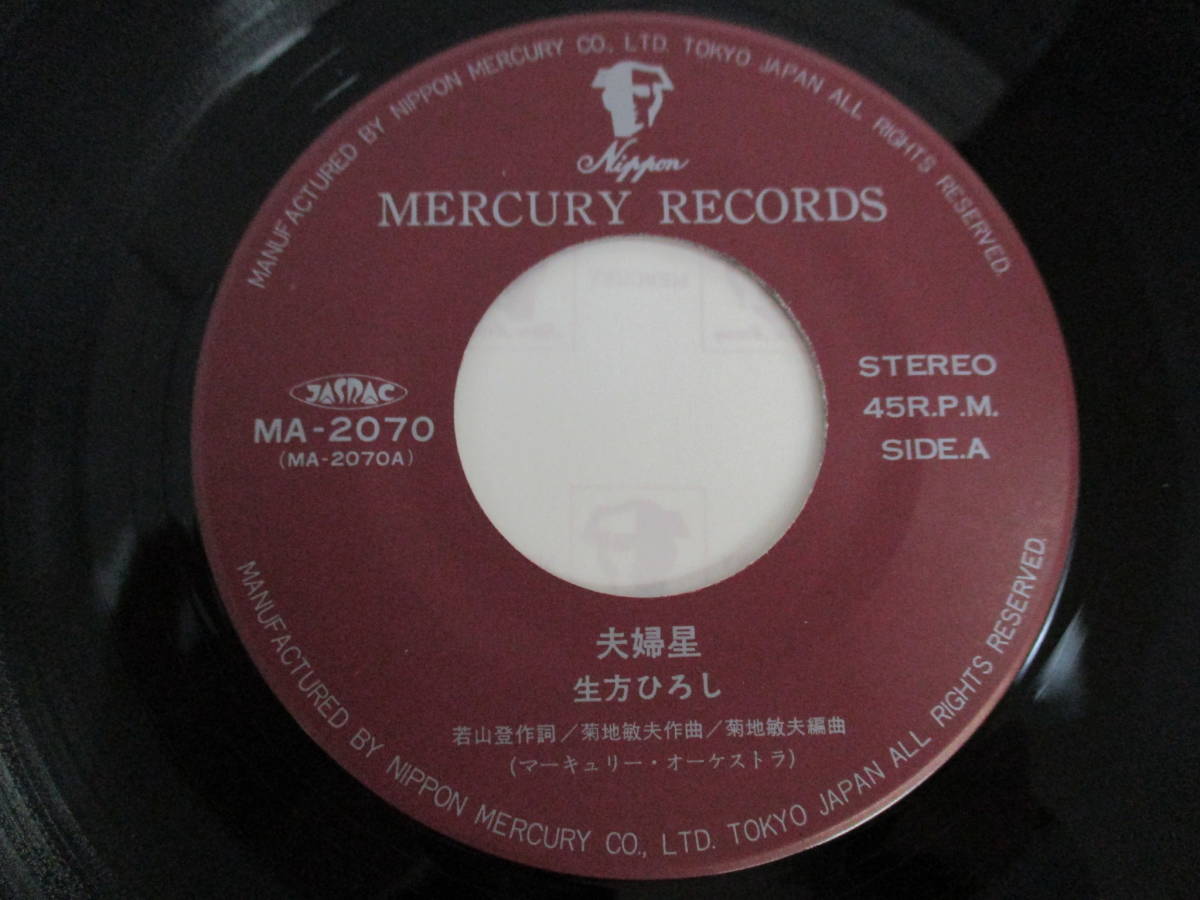 MANUFACTURED BY NIPPON MERCURY CO., LTD. TOKYO JAPAN ALL RIGHTS RESERVED.
Nippon
MERCURY RECORDS
JASRAC
MA-2070
(MA-2070A)
STEREO
45R.P.M.
SIDE.A
夫婦星
生方ひろし
若山登作詞／菊地敏夫作曲／菊地敏夫編曲
(マーキュリー・オーケストラ)
MANUFACTURED BY NIPPON MERCURY CO., LTD. TOKYO JAPAN ALL RIGHTS RESERVED.